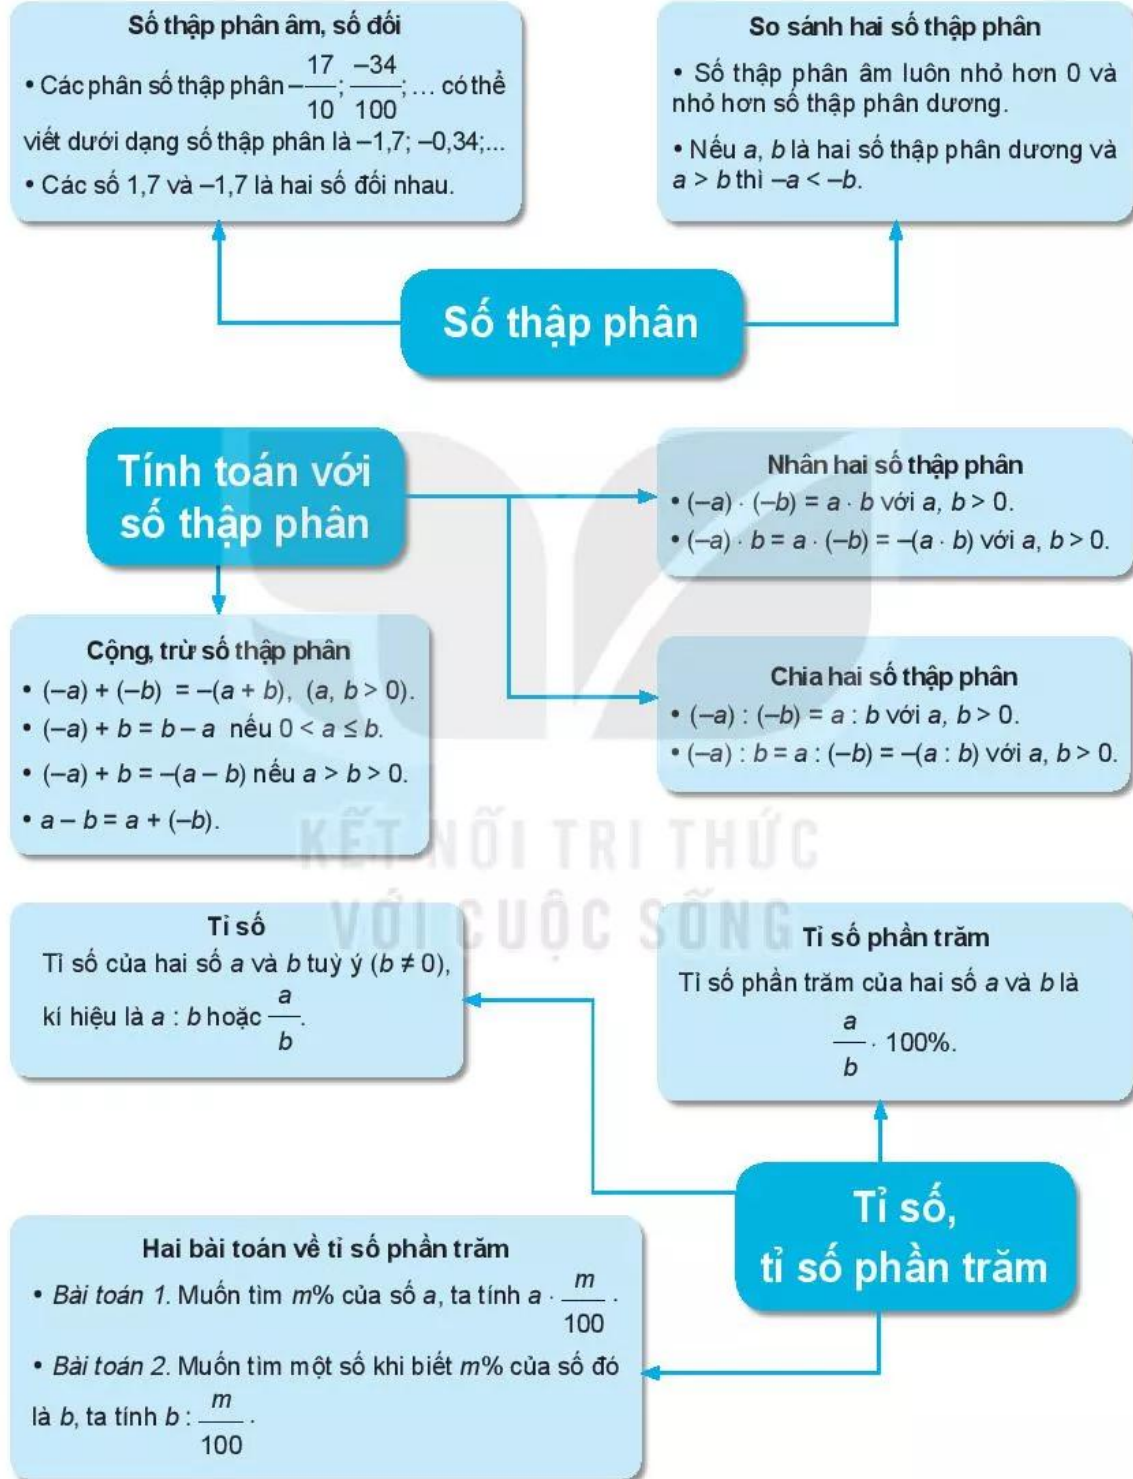 Số thập phân âm, số đối
• Các phân số thập phân −17/10; −34/100; ... có thể
viết dưới dạng số thập phân là −1,7; −0,34;...
• Các số 1,7 và −1,7 là hai số đối nhau.
So sánh hai số thập phân
• Số thập phân âm luôn nhỏ hơn 0 và
nhỏ hơn số thập phân dương.
• Nếu a, b là hai số thập phân dương và
a > b thì −a < −b.
Số thập phân
Tính toán với
số thập phân
Nhân hai số thập phân
• (−a) · (−b) = a · b với a, b > 0.
• (−a) · b = a · (−b) = −(a · b) với a, b > 0.
Cộng, trừ số thập phân
• (−a) + (−b) = −(a + b), (a, b > 0).
• (−a) + b = b − a nếu 0 < a ≤ b.
• (−a) + b = −(a − b) nếu a > b > 0.
• a − b = a + (−b).
Chia hai số thập phân
• (−a) : (−b) = a : b với a, b > 0.
• (−a) : b = a : (−b) = −(a : b) với a, b > 0.
KẾT NỐI TRI THỨC
VỚI CUỘC SỐNG
Tỉ số
Tỉ số của hai số a và b tuỳ ý (b ≠ 0),
kí hiệu là a : b hoặc a/b.
Tỉ số phần trăm
Tỉ số phần trăm của hai số a và b là
a/b · 100%.
Tỉ số,
tỉ số phần trăm
Hai bài toán về tỉ số phần trăm
• Bài toán 1. Muốn tìm m% của số a, ta tính a · m/100.
• Bài toán 2. Muốn tìm một số khi biết m% của số đó
là b, ta tính b : m/100.